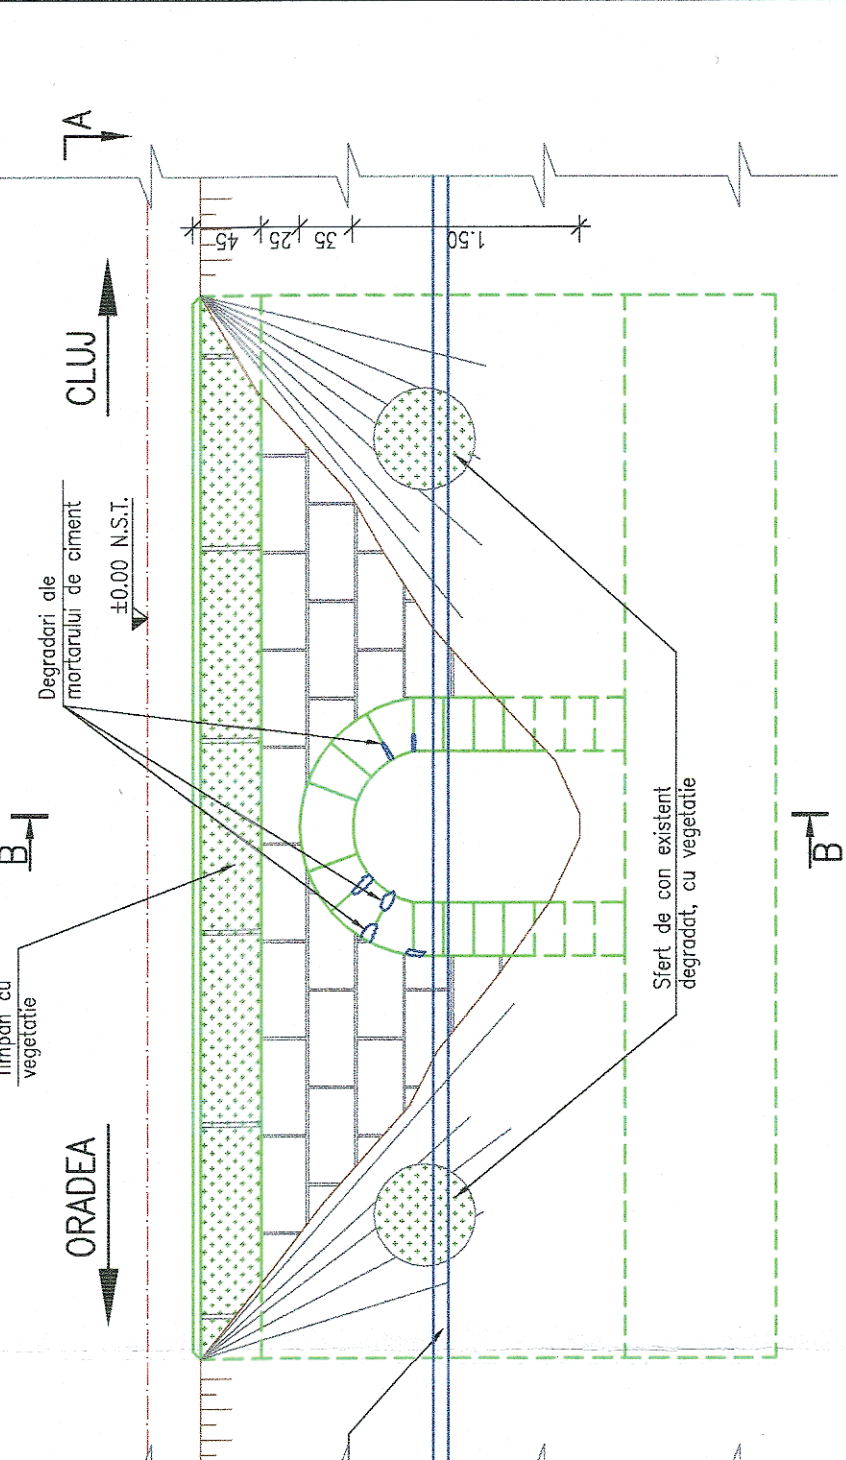 A
CLUJ
45
25
35
1.50
Degradari ale
mortarului de ciment
±0.00 N.S.T.
B
B
Timpan cu
vegetatie
Sfert de con existent
degradat, cu vegetatie
ORADEA